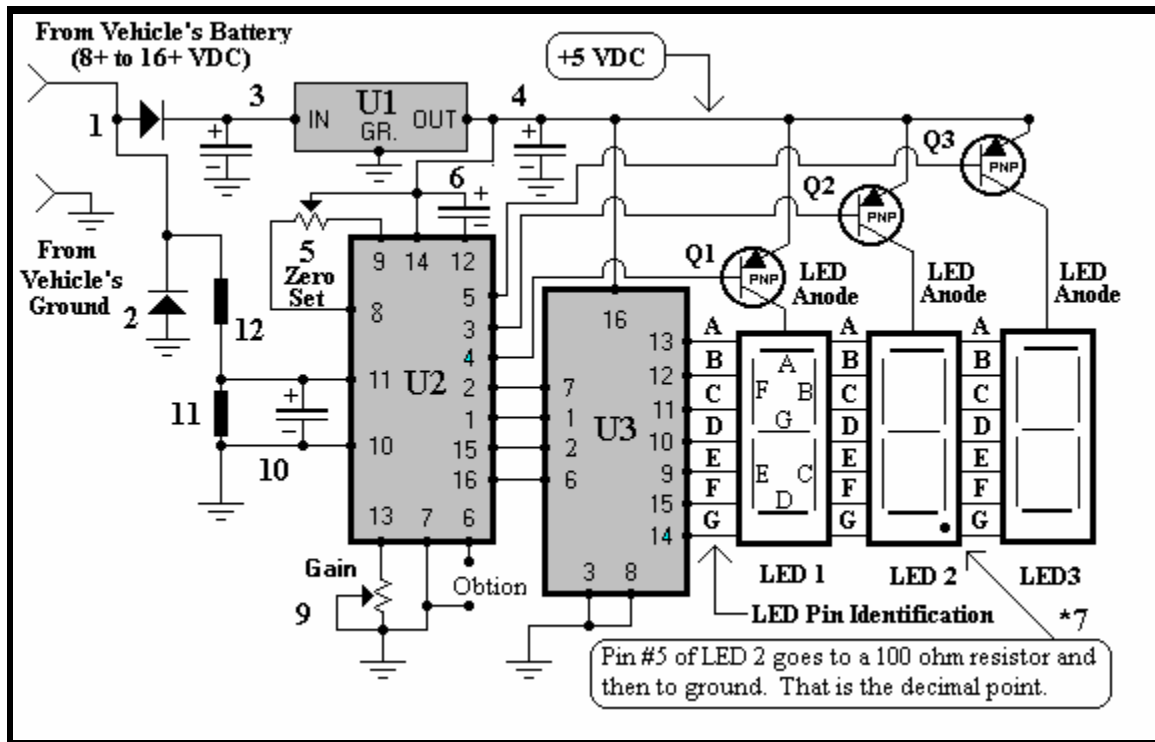 From Vehicle's Battery
(8+ to 16+ VDC)
+5 VDC
1
3
IN
U1
GR.
OUT
4
+
−
+
−
6
+
−
Q3
PNP
Q2
PNP
Q1
PNP
From
Vehicle's
Ground
2
5
Zero
Set
9
14
12
8
5
3
4
2
1
15
16
11
10
13
7
6
U2
12
11
+
−
10
Gain
9
Obtion
16
7
1
2
6
U3
13
12
11
10
9
15
14
3
8
LED
Anode
LED
Anode
LED
Anode
A
B
C
D
E
F
G
A
F
B
G
E
C
D
A
B
C
D
E
F
G
A
B
C
D
E
F
G
LED 1
LED 2
LED3
LED Pin Identification
*7
Pin #5 of LED 2 goes to a 100 ohm resistor and
then to ground. That is the decimal point.